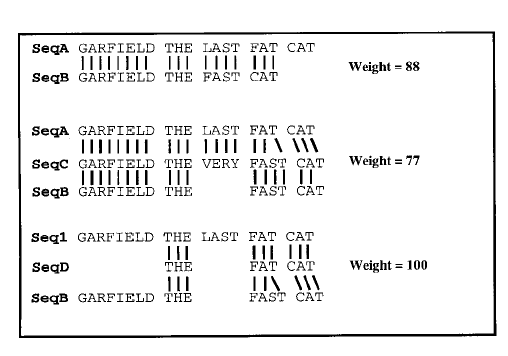 SeqA GARFIELD THE LAST FAT CAT
SeqB GARFIELD THE FAST CAT
Weight = 88
SeqA GARFIELD THE LAST FAT CAT
SeqC GARFIELD THE VERY FAST CAT
SeqB GARFIELD THE FAST CAT
Weight = 77
Seq1 GARFIELD THE LAST FAT CAT
SeqD THE FAT CAT
SeqB GARFIELD THE FAST CAT
Weight = 100